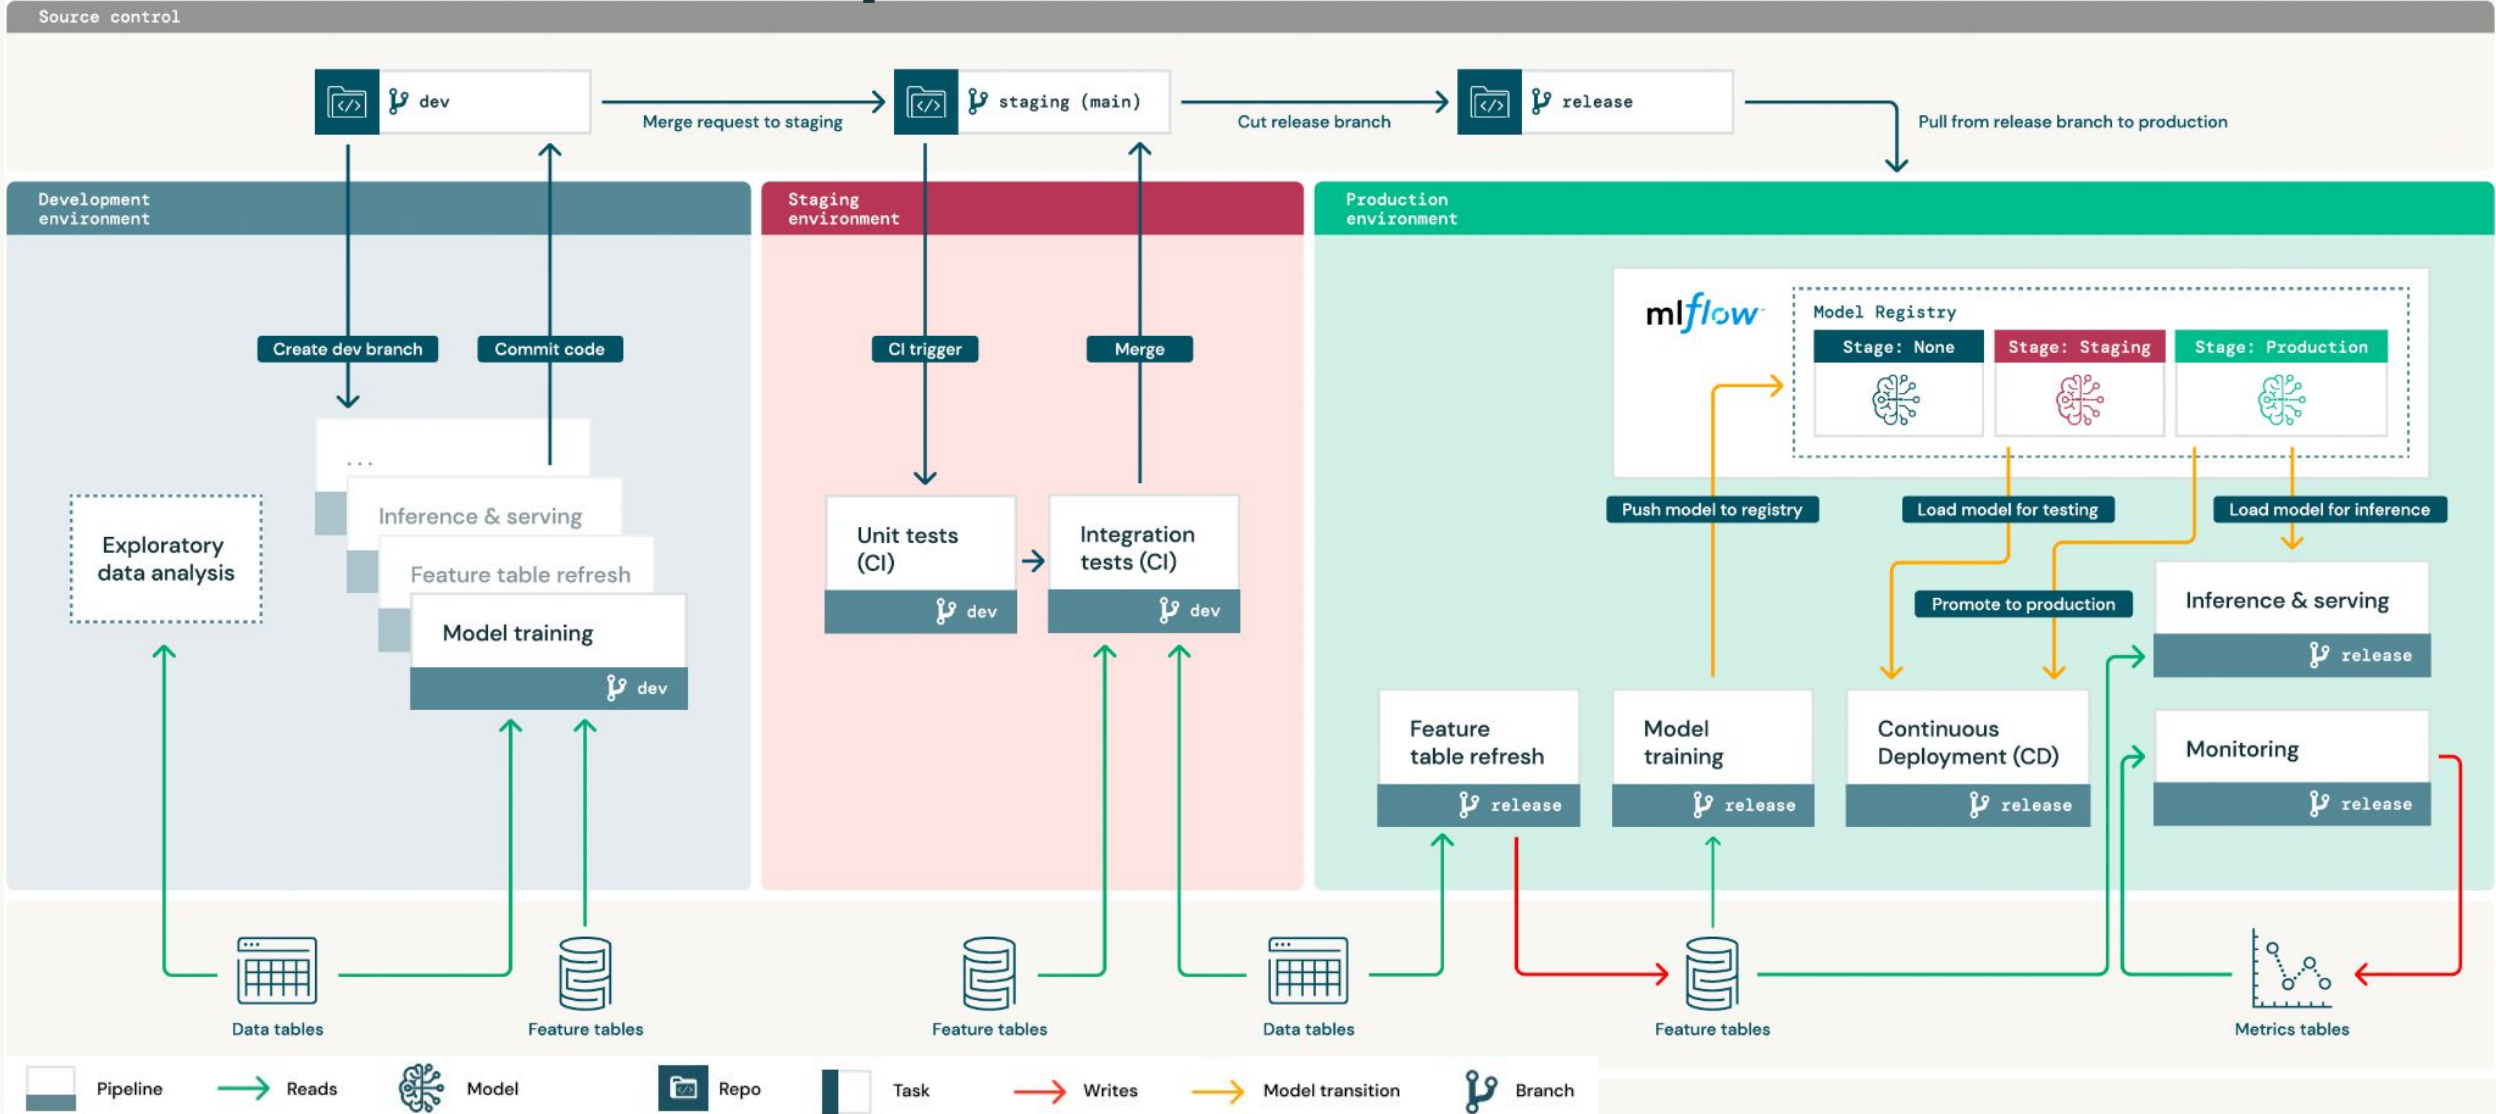 Source control
dev
Merge request to staging
staging (main)
Cut release branch
release
Pull from release branch to production
Development
environment
Create dev branch
Commit code
...
Inference & serving
Feature table refresh
Model training
dev
Exploratory
data analysis
Staging
environment
CI trigger
Merge
Unit tests
(CI)
dev
Integration
tests (CI)
dev
Production
environment
mlflow
Model Registry
Stage: None
Stage: Staging
Stage: Production
Push model to registry
Load model for testing
Load model for inference
Promote to production
Inference & serving
release
Feature
table refresh
release
Model
training
release
Continuous
Deployment (CD)
release
Monitoring
release
Data tables
Feature tables
Feature tables
Data tables
Feature tables
Metrics tables
Pipeline
Reads
Model
Repo
Task
Writes
Model transition
Branch